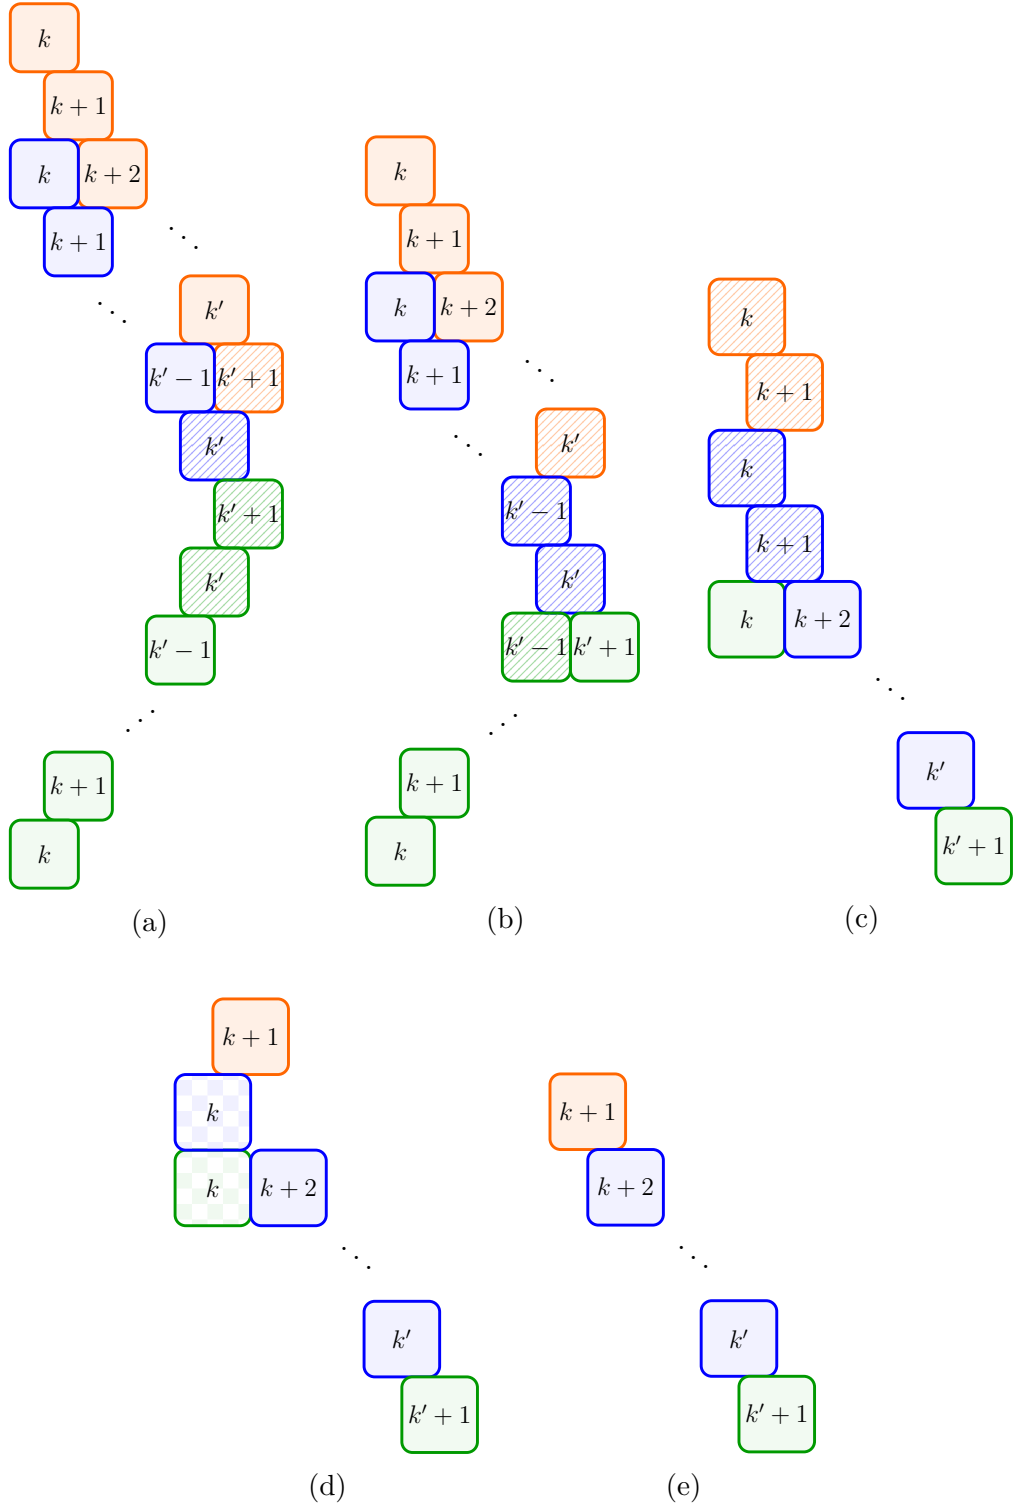 k
k + 1
k k + 2
k + 1
k′
k′ − 1 k′ + 1
k′
k′ + 1
k′
k′ − 1
k + 1
k
(a)
k
k + 1
k k + 2
k + 1
k′
k′ − 1
k′
k′ − 1 k′ + 1
k + 1
k
(b)
k
k + 1
k
k + 1
k k + 2
k′
k′ + 1
(c)
k + 1
k
k k + 2
k′
k′ + 1
(d)
k + 1
k + 2
k′
k′ + 1
(e)